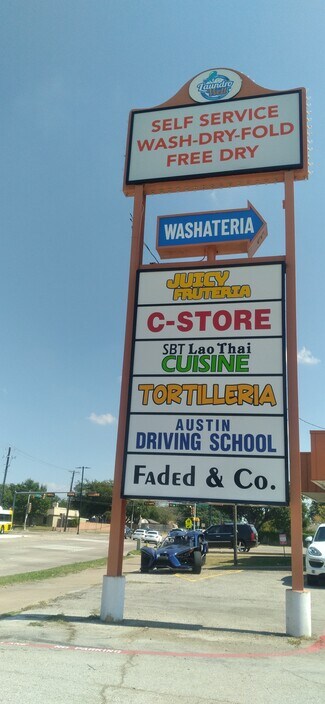 Laundry
SELF SERVICE
WASH-DRY-FOLD
FREE DRY
WASHATERIA
JUICY
FRUTERIA
C-STORE
SBT Lao Thai
CUISINE
TORTILLERIA
AUSTIN
DRIVING SCHOOL
FADED & CO.